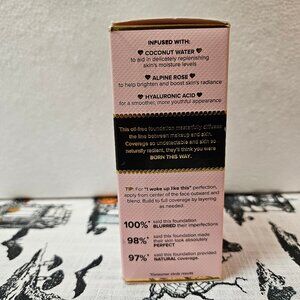 INFUSED WITH:
♥ COCONUT WATER ♥
to aid in delicately replenishing
skin's moisture levels
♥ ALPINE ROSE ♥
to help brighten and boost skin's radiance
♥ HYALURONIC ACID ♥
for a smoother, more youthful appearance
This oil-free foundation masterfully diffuses
the line between makeup and skin.
Coverage so undetectable and skin so
naturally radiant, they'll think you were
BORN THIS WAY.
TIP: For "I woke up like this" perfection,
apply from center of the face outward and
blend. Build up to full coverage by layering
as needed.
100%* said this foundation
BLURRED their imperfections
98%* said this foundation made
their skin look absolutely
PERFECT
97%* said this foundation provided
NATURAL coverage.
*Consumer study results